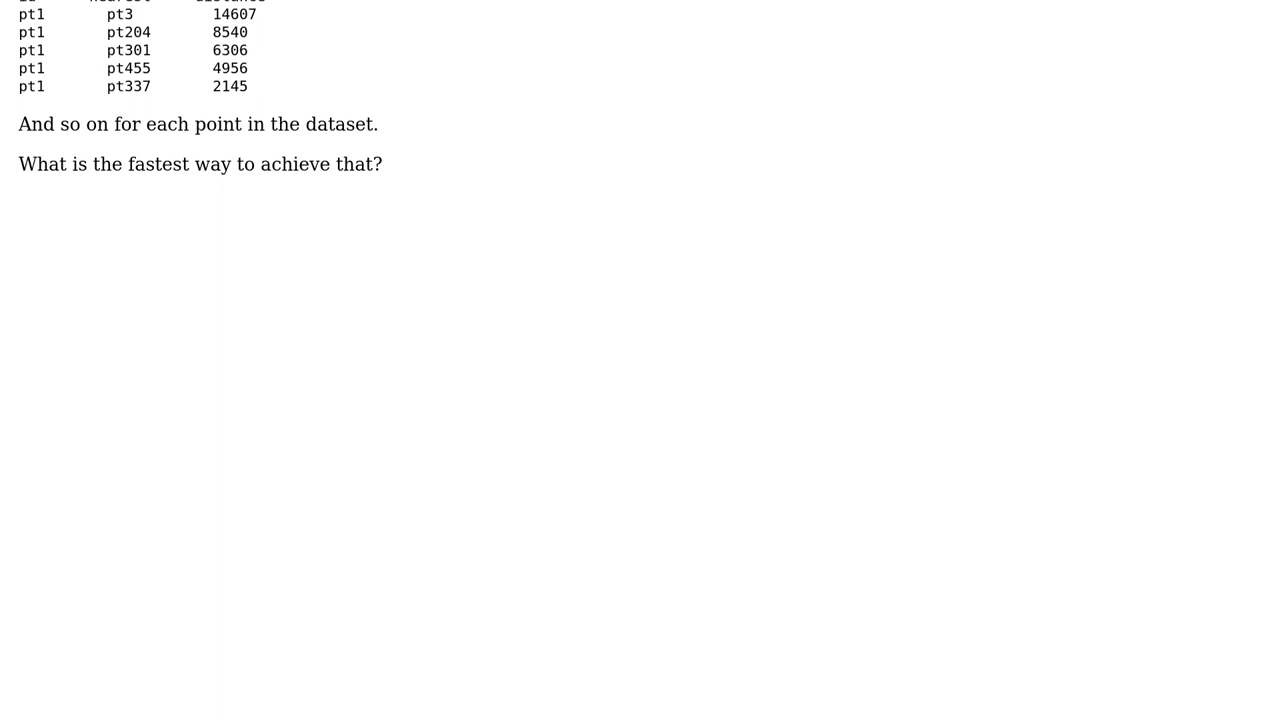 pt1 pt3 14607
pt1 pt204 8540
pt1 pt301 6306
pt1 pt455 4956
pt1 pt337 2145
And so on for each point in the dataset.
What is the fastest way to achieve that?